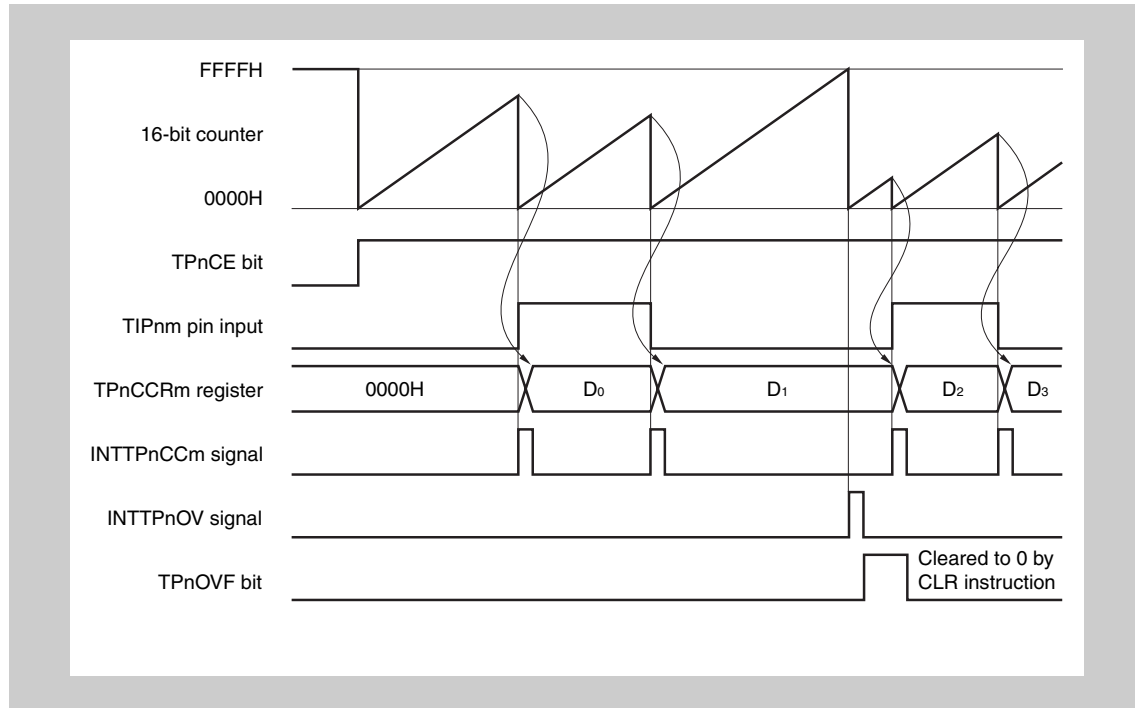 FFFFH
16-bit counter
0000H
TPnCE bit
TIPnm pin input
TPnCCRm register
0000H
D₀
D₁
D₂
D₃
INTTPnCCm signal
INTTPnOV signal
TPnOVF bit
Cleared to 0 by
CLR instruction